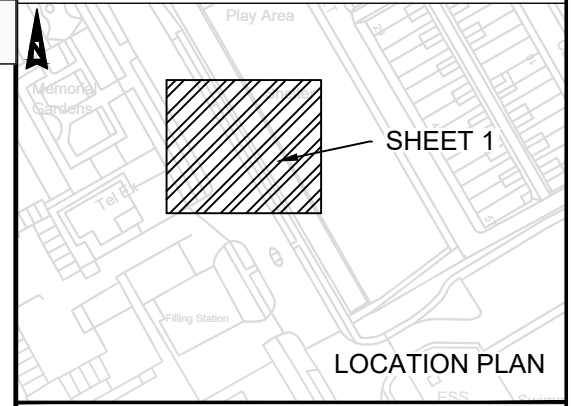 N
Play Area
Memorial
Gardens
SHEET 1
Tel Ex
Filling Station
LOCATION PLAN
ESS